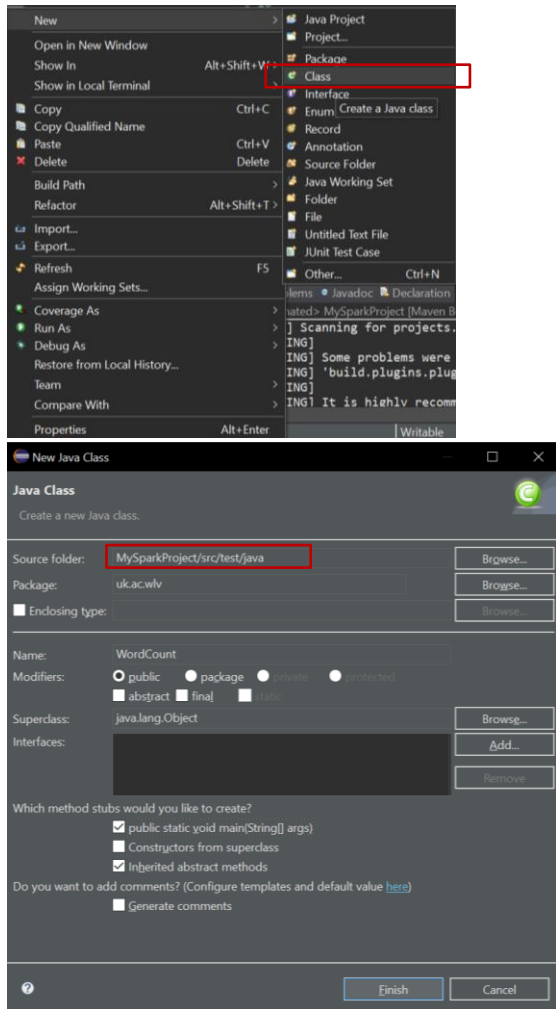 New > Java Project
Project...
Open in New Window
Show In Alt+Shift+W > Package
Show in Local Terminal > Class
Interface
Copy Ctrl+C Enum Create a Java class
Copy Qualified Name Record
Paste Ctrl+V Annotation
Delete Delete Source Folder
Build Path > Java Working Set
Refactor Alt+Shift+T > Folder
File
Import... Untitled Text File
Export... JUnit Test Case
Refresh F5 Other... Ctrl+N
Assign Working Sets...
lems Javadoc Declaration
Coverage As > nated> MySparkProject [Maven B
Run As > ] Scanning for projects.
Debug As > ING]
Restore from Local History... ING] Some problems were
Team > ING] 'build.plugins.plug
ING]
Compare With > ING] It is highly recomm
Properties Alt+Enter Writable
New Java Class
Java Class
Create a new Java class.
Source folder: MySparkProject/src/test/java Browse...
Package: uk.ac.wlv Browse...
Enclosing type: Browse...
Name: WordCount
Modifiers: public package private protected
abstract final static
Superclass: java.lang.Object Browse...
Interfaces: Add...
Remove
Which method stubs would you like to create?
public static void main(String[] args)
Constructors from superclass
Inherited abstract methods
Do you want to add comments? (Configure templates and default value here)
Generate comments
? Finish Cancel